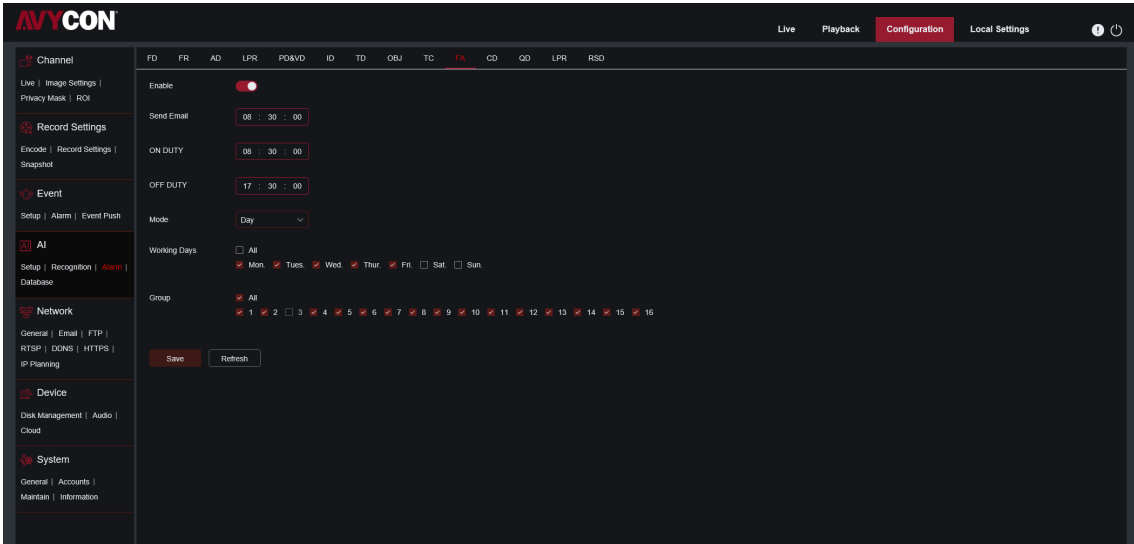 AVYCON
Live Playback Configuration Local Settings
Channel
Live | Image Settings |
Privacy Mask | ROI
Record Settings
Encode | Record Settings |
Snapshot
Event
Setup | Alarm | Event Push
AI AI
Setup | Recognition | Alarm |
Database
Network
General | Email | FTP |
RTSP | DDNS | HTTPS |
IP Planning
Device
Disk Management | Audio |
Cloud
System
General | Accounts |
Maintain | Information
FD FR AD LPR PD&VD ID TD OBJ TC FA CD QD LPR RSD
Enable
Send Email 08 : 30 : 00
ON DUTY 08 : 30 : 00
OFF DUTY 17 : 30 : 00
Mode Day
Working Days All
Mon. Tues. Wed. Thur. Fri. Sat. Sun.
Group All
1 2 3 4 5 6 7 8 9 10 11 12 13 14 15 16
Save Refresh